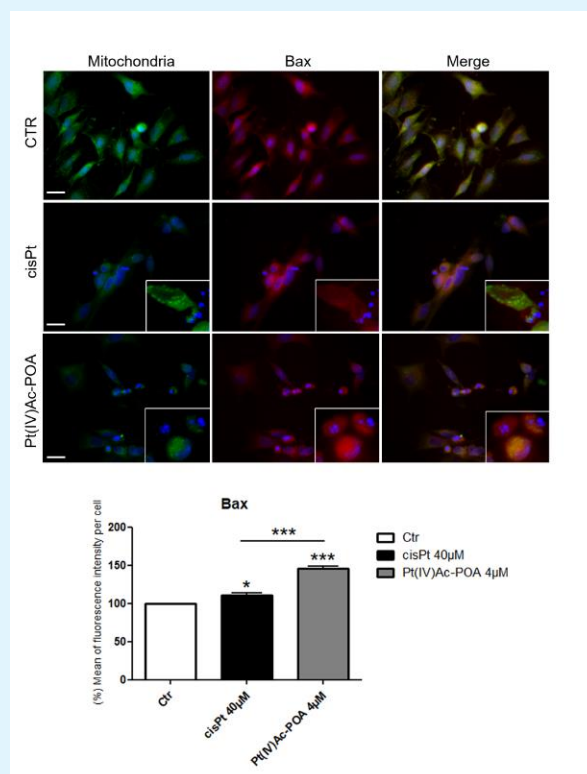 Mitochondria Bax Merge
CTR
cisPt
Pt(IV)Ac-POA
Bax
(%) Mean of fluorescence intensity per cell
200
150
100
50
0
*
***
***
Ctr
cisPt 40µM
Pt(IV)Ac-POA 4µM
Ctr
cisPt 40µM
Pt(IV)Ac-POA 4µM